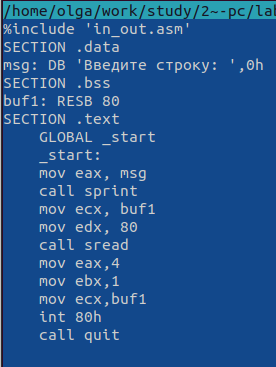 /home/olga/work/study/2~-pc/lab
%include 'in_out.asm'
SECTION .data
msg: DB 'Введите строку: ',0h
SECTION .bss
buf1: RESB 80
SECTION .text
GLOBAL _start
_start:
mov eax, msg
call sprint
mov ecx, buf1
mov edx, 80
call sread
mov eax,4
mov ebx,1
mov ecx,buf1
int 80h
call quit